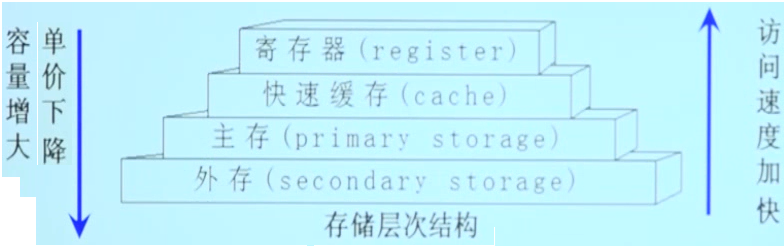 容量增大
单价下降
寄存器(register)
快速缓存(cache)
主存(primary storage)
外存(secondary storage)
存储层次结构
访问速度加快